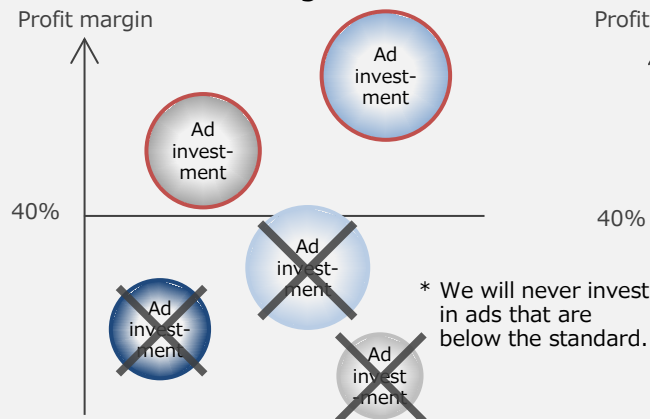 Profit margin
Profit
Ad
invest-
ment
Ad
invest-
ment
40%
40%
Ad
invest-
ment
* We will never invest
in ads that are
below the standard.
Ad
invest-
ment
Ad
invest
-ment